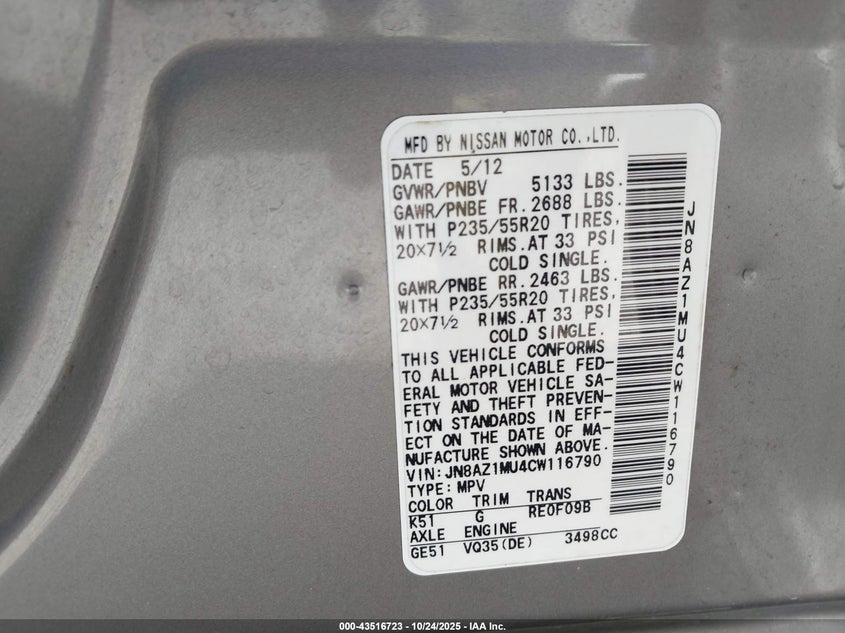 MFD BY NISSAN MOTOR CO.,LTD.
DATE 5/12
GVWR/PNBV 5133 LBS.
GAWR/PNBE FR. 2688 LBS.
WITH P235/55R20 TIRES,
20×7½ RIMS. AT 33 PSI
COLD SINGLE.
GAWR/PNBE RR. 2463 LBS.
WITH P235/55R20 TIRES,
20×7½ RIMS. AT 33 PSI
COLD SINGLE.
THIS VEHICLE CONFORMS
TO ALL APPLICABLE FED-
ERAL MOTOR VEHICLE SA-
FETY AND THEFT PREVEN-
TION STANDARDS IN EFF-
ECT ON THE DATE OF MA-
NUFACTURE SHOWN ABOVE.
VIN: JN8AZ1MU4CW116790
TYPE: MPV
COLOR TRIM TRANS
K51 G RE0F09B
AXLE ENGINE
GE51 VQ35(DE) 3498CC
JN8AZ1MU4CW116790
000-43516723 - 10/24/2025 - IAA Inc.